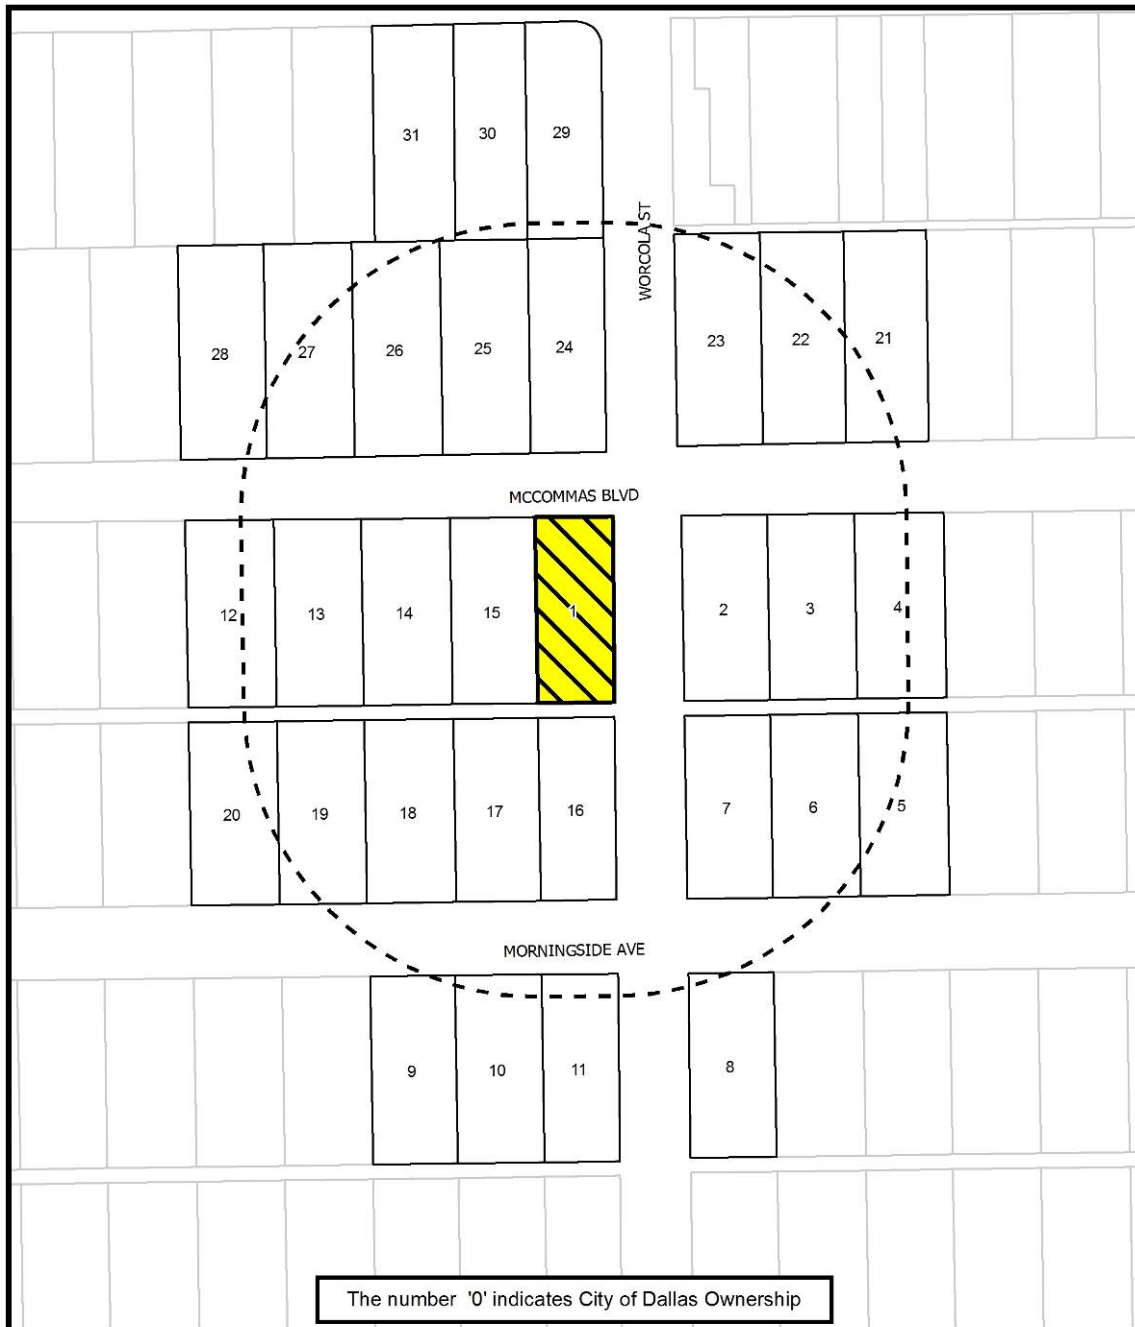 31 30 29
WORCOLA ST
28 27 26 25 24 23 22 21
MCCOMMAS BLVD
12 13 14 15 1 2 3 4
20 19 18 17 16 7 6 5
MORNINGSIDE AVE
9 10 11 8
The number '0' indicates City of Dallas Ownership